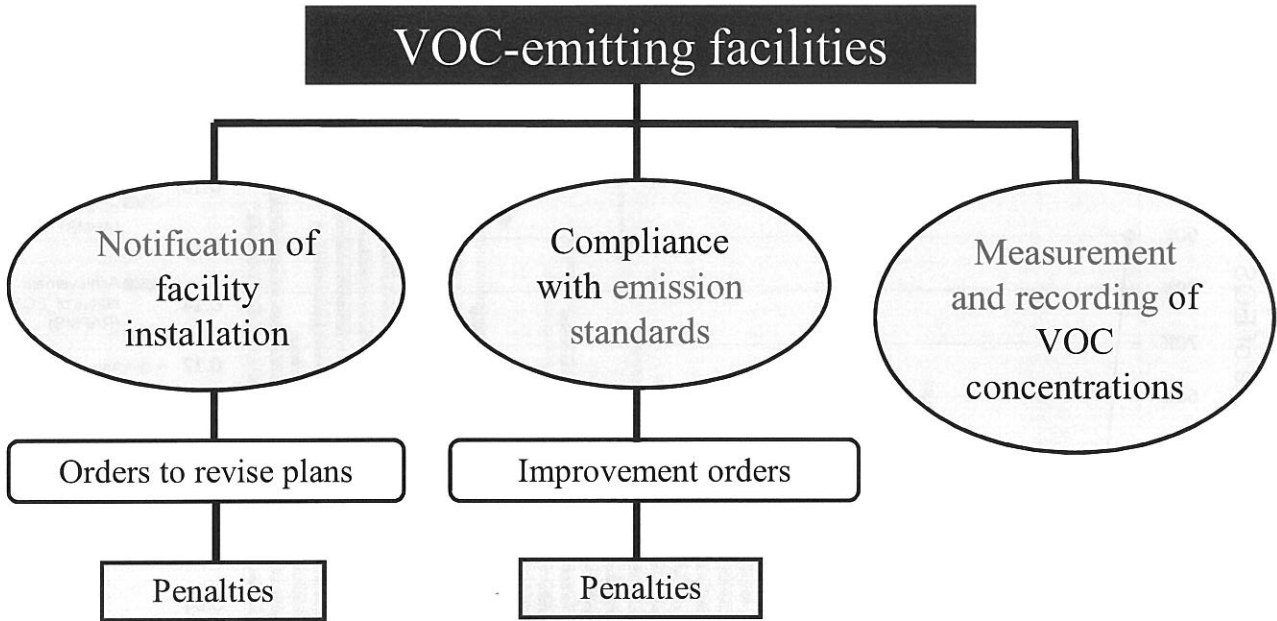 VOC-emitting facilities
Notification of
facility
installation
Compliance
with emission
standards
Measurement
and recording of
VOC
concentrations
Orders to revise plans
Improvement orders
Penalties
Penalties